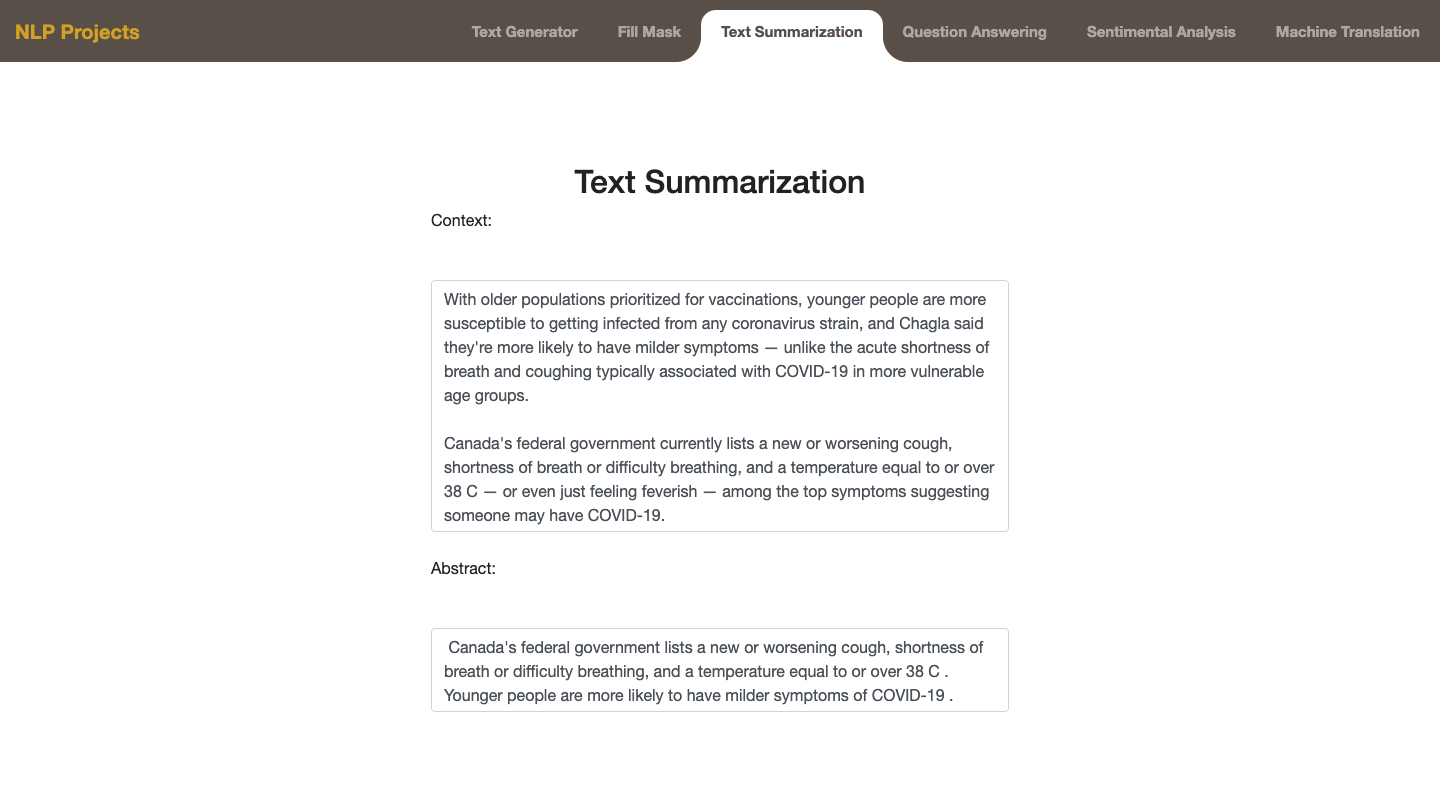 NLP Projects
Text Generator
Fill Mask
Text Summarization
Question Answering
Sentimental Analysis
Machine Translation
Text Summarization
Context:
With older populations prioritized for vaccinations, younger people are more
susceptible to getting infected from any coronavirus strain, and Chagla said
they're more likely to have milder symptoms — unlike the acute shortness of
breath and coughing typically associated with COVID-19 in more vulnerable
age groups.
Canada's federal government currently lists a new or worsening cough,
shortness of breath or difficulty breathing, and a temperature equal to or over
38 C — or even just feeling feverish — among the top symptoms suggesting
someone may have COVID-19.
Abstract:
Canada's federal government lists a new or worsening cough, shortness of
breath or difficulty breathing, and a temperature equal to or over 38 C .
Younger people are more likely to have milder symptoms of COVID-19 .